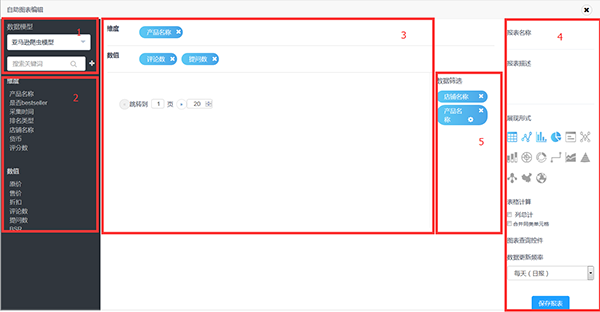 自助图表编辑
✖
数据模型
1
亚马逊爬虫模型
搜索关键词
维度
2
产品名称
是否bestseller
采集时间
排名类型
店铺名称
货币
评分数
数值
售价
折扣
评论数
提问数
BSR
维度
产品名称
3
数值
评论数
提问数
跳转到 1 页
20
数据筛选
店铺名称
产品名称
5
报表名称
4
报表描述
展现形式
表格计算
列总计
合并同类单元格
图表查询控件
数据更新频率
每天（日报）
保存报表